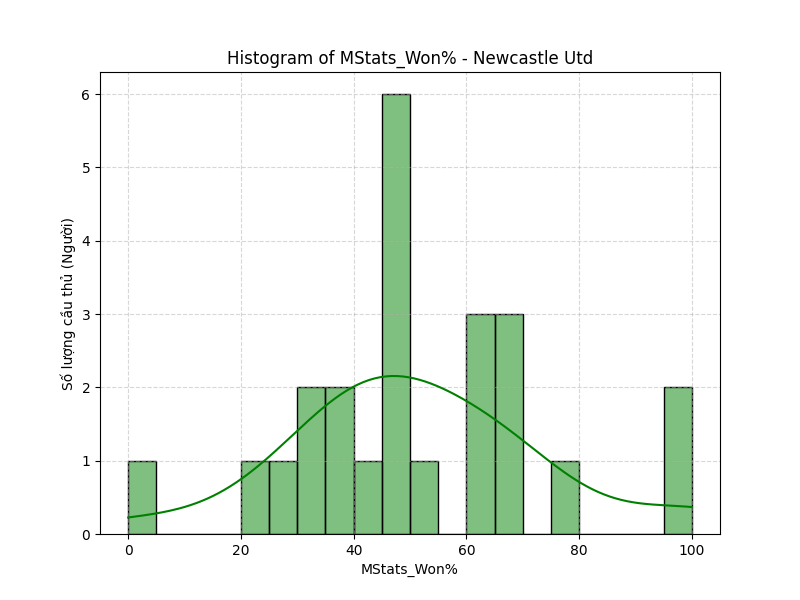 Histogram of MStats_Won% - Newcastle Utd
Số lượng cầu thủ (Người)
6
5
4
3
2
1
0
0 20 40 60 80 100
MStats_Won%